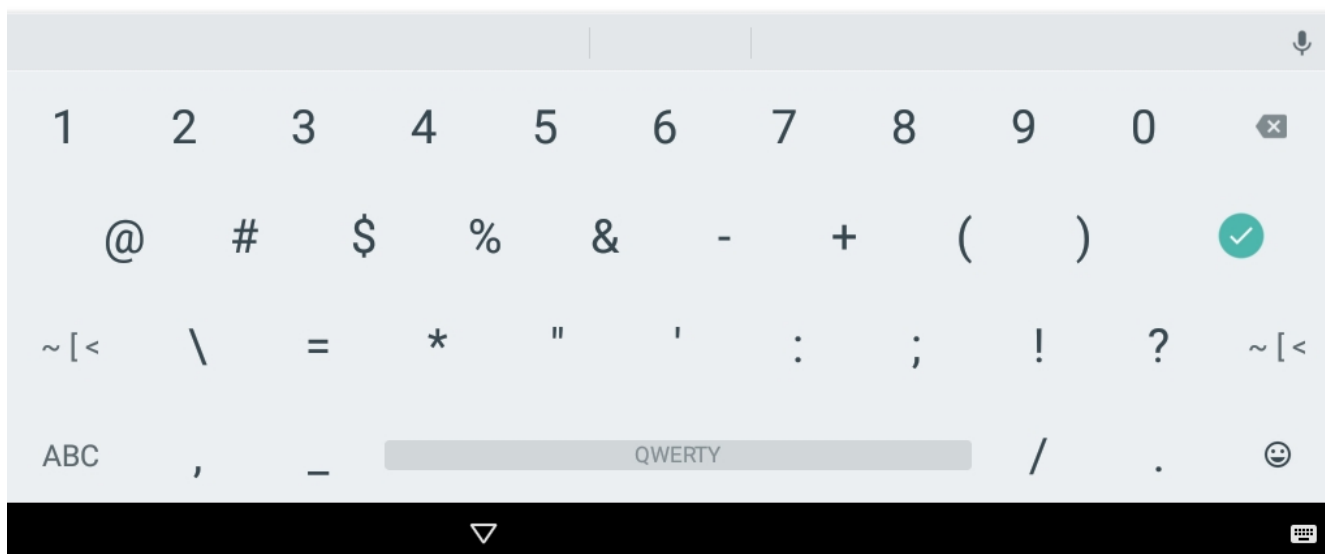 1 2 3 4 5 6 7 8 9 0
@ # $ % & - + ( )
~ [ < \ = * " ' : ; ! ? ~ [ <
ABC , _ QWERTY / .